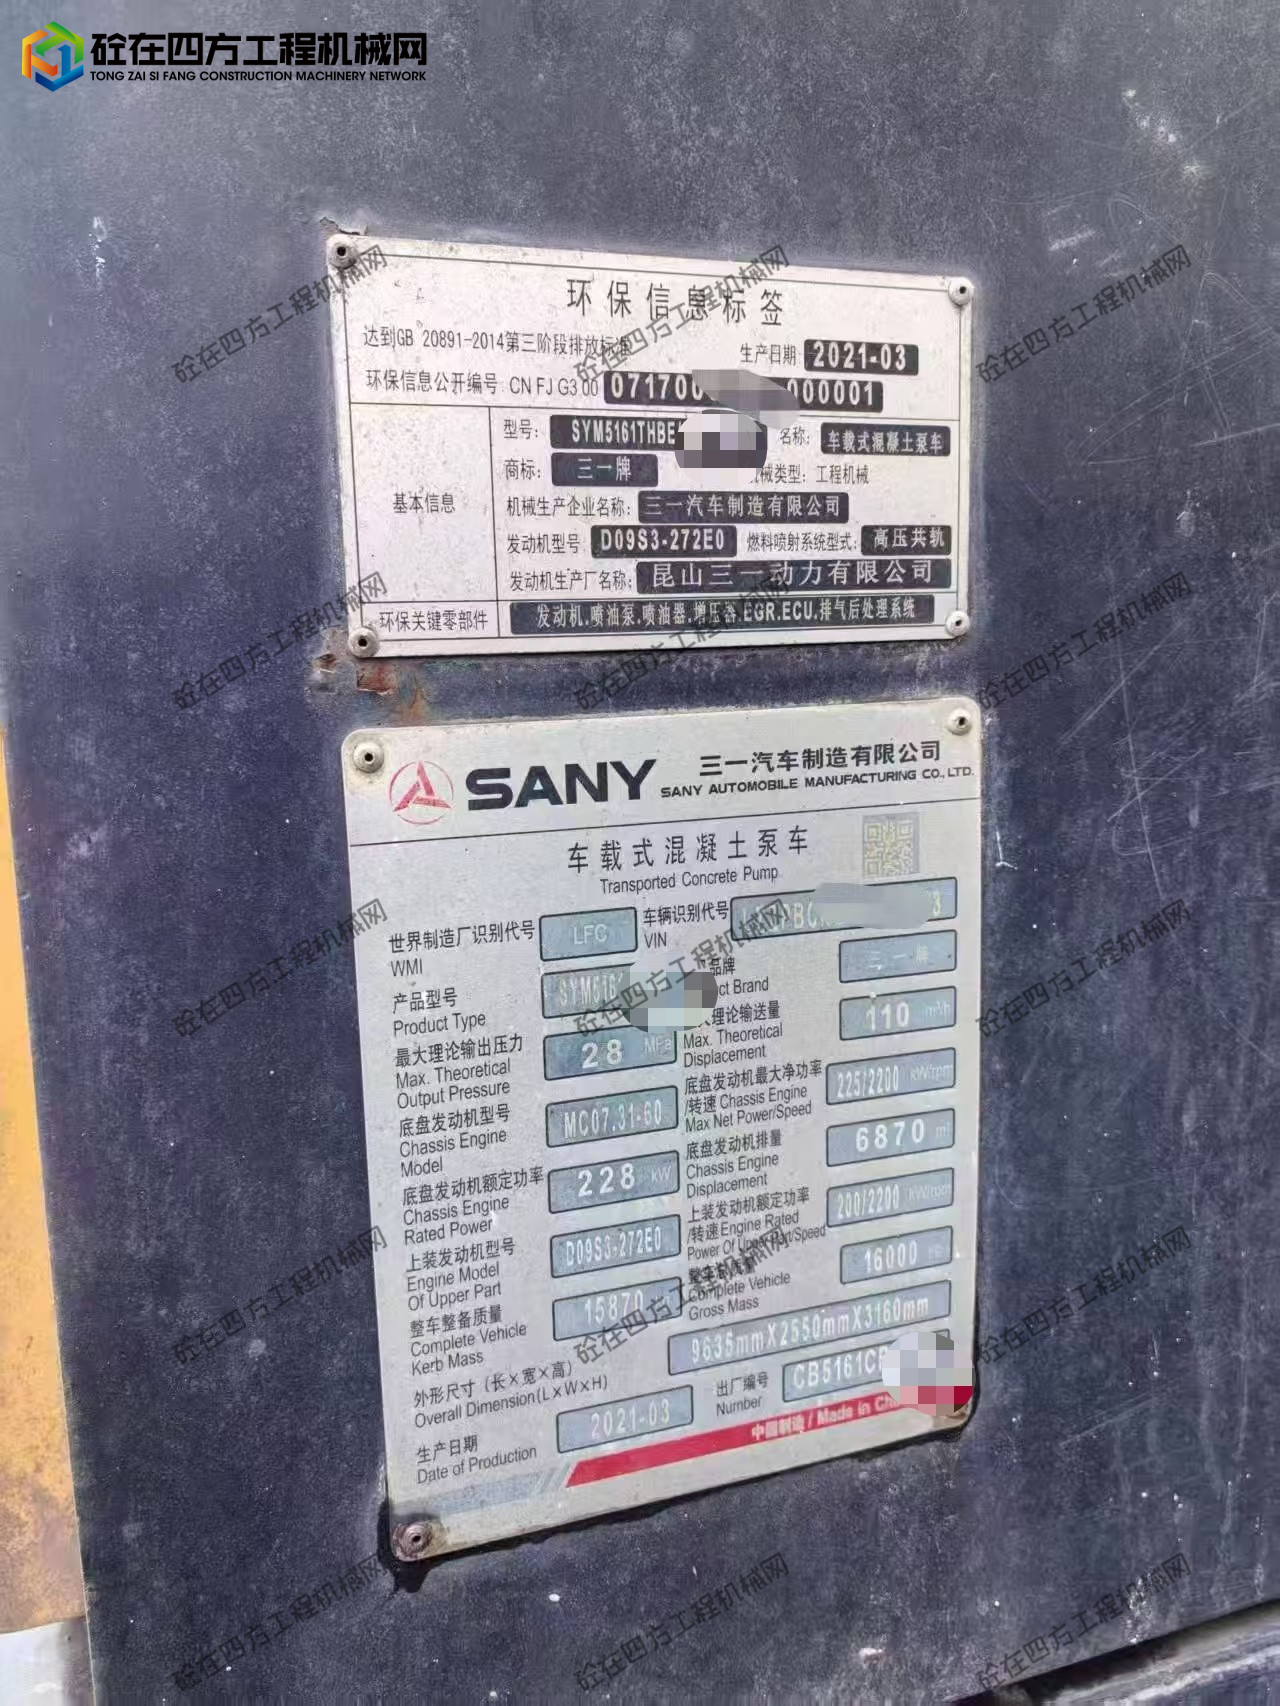 砼在四方工程机械网
TONG ZAI SI FANG CONSTRUCTION MACHINERY NETWORK
环保信息标签
达到GB 20891-2014第三阶段排放标准
生产日期: 2021-03
环保信息公开编号: CN FJ G3 00 07170 000001
基本信息
型号: SYM5161THBE
名称: 车载式混凝土泵车
商标: 三一牌
械类型: 工程机械
机械生产企业名称: 三一汽车制造有限公司
发动机型号: D09S3-272E0
燃料喷射系统型式: 高压共轨
发动机生产厂名称: 昆山三一动力有限公司
环保关键零部件
发动机.喷油泵.喷油器.增压器.EGR.ECU.排气后处理系统
SANY
三一汽车制造有限公司
SANY AUTOMOBILE MANUFACTURING CO., LTD.
车载式混凝土泵车
Transported Concrete Pump
世界制造厂识别代号
WMI
LFC
车辆识别代号
VIN
3
产品型号
Product Type
SYM516
品牌
ct Brand
三一牌
最大理论输出压力
Max. Theoretical
Output Pressure
28 MPa
大理论输送量
Max. Theoretical
Displacement
110 m³/h
底盘发动机型号
Chassis Engine
Model
MC07.31-60
底盘发动机最大净功率
/转速 Chassis Engine
Max Net Power/Speed
225/2200 kW/rpm
底盘发动机额定功率
Chassis Engine
Rated Power
228 kW
底盘发动机排量
Chassis Engine
Displacement
6870 ml
上装发动机型号
Engine Model
Of Upper Part
D09S3-272E0
上装发动机额定功率
/转速 Engine Rated
Power Of Upper Part/Speed
200/2200 kW/rpm
整车整备质量
Complete Vehicle
Kerb Mass
15870
整车总质量
Complete Vehicle
Gross Mass
16000
外形尺寸 (长×宽×高)
Overall Dimension(L×W×H)
9635mmX2550mmX3160mm
生产日期
Date of Production
2021-03
出厂编号
Number
CB5161CB
中国制造 / Made in Chi